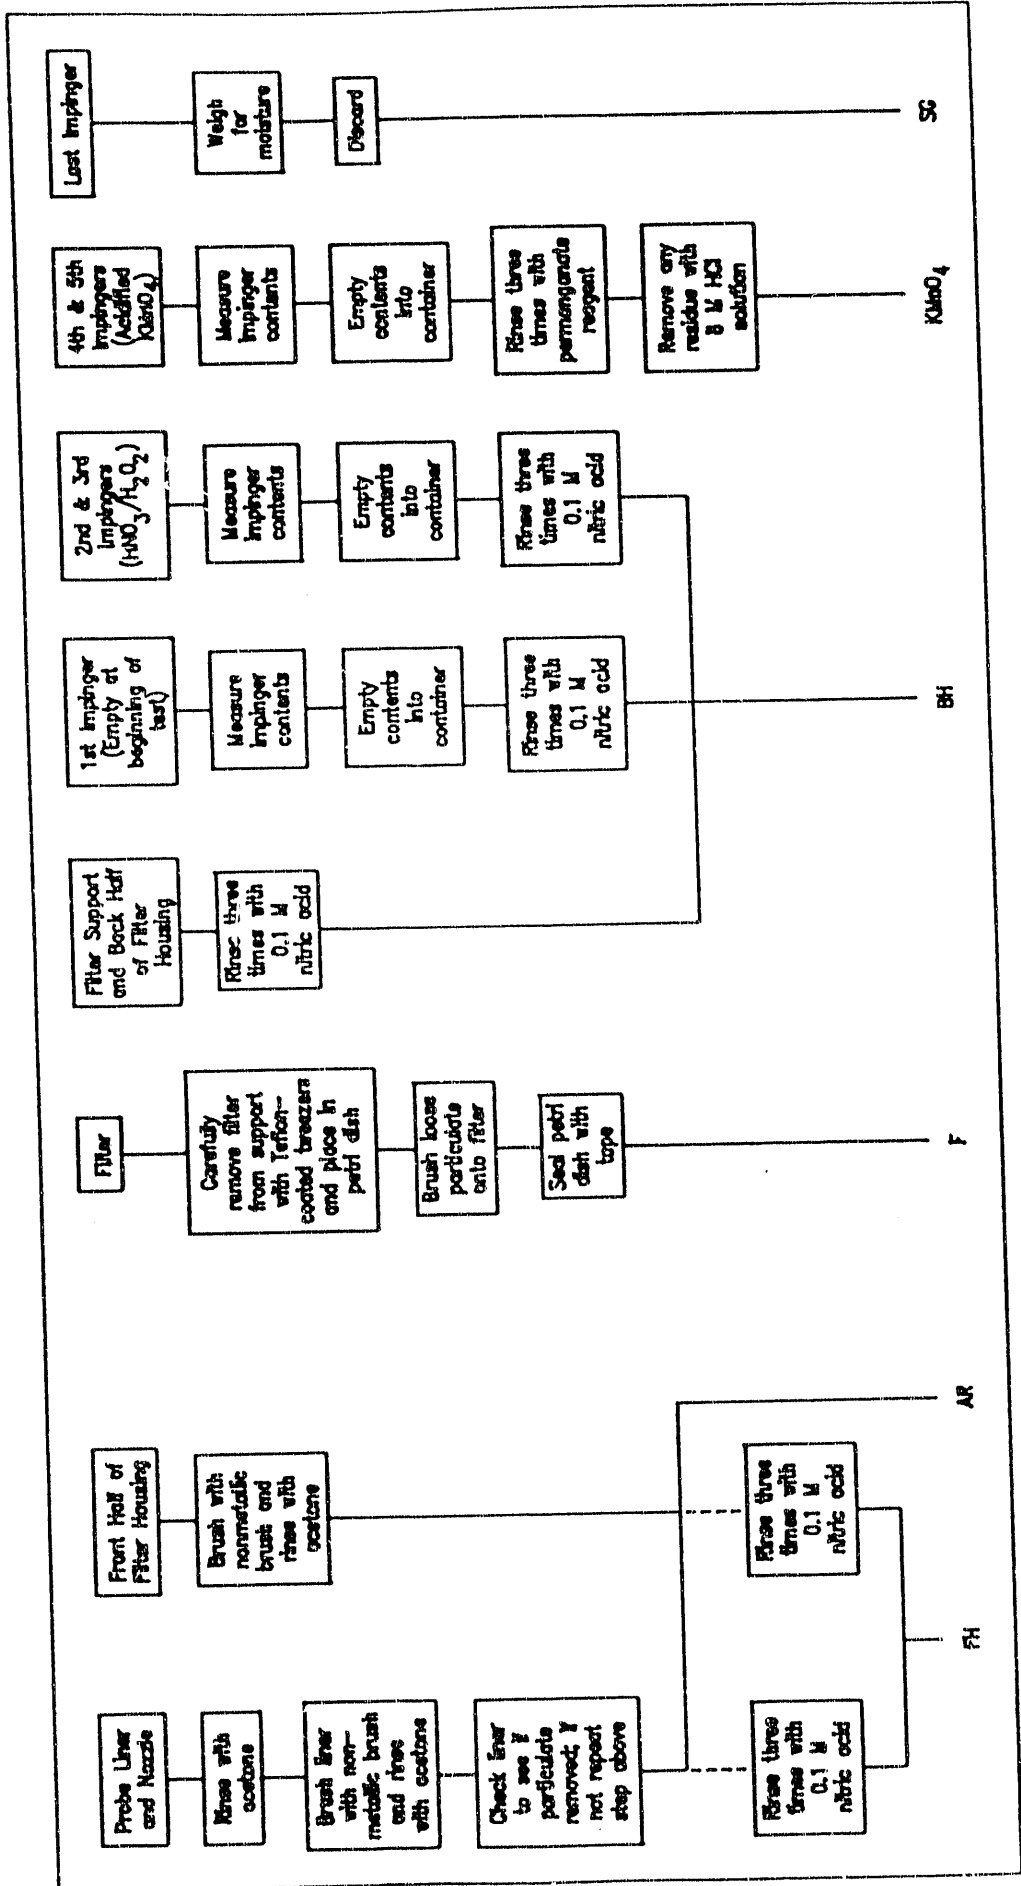 Probe Liner
and Nozzle
Rinse with
acetone
Brush liner
with non-
metallic brush
and rinse
with acetone
Check liner
to see if
particulate
removed; if
not repeat
step above
Rinse three
times with
0.1 M
nitric acid
FH
Front Half of
Filter Housing
Brush with
nonmetallic
brush and
rinse with
acetone
Rinse three
times with
0.1 M
nitric acid
AR
Filter
Carefully
remove filter
from support
with Teflon-
coated tweezers
and place in
petri dish
Brush loose
particulate
onto filter
Seal petri
dish with
tape
F
Filter Support
and Back Half
of Filter
Housing
Rinse three
times with
0.1 M
nitric acid
1st Impinger
(Empty at
beginning of
test)
Measure
impinger
contents
Empty
contents
into
container
Rinse three
times with
0.1 M
nitric acid
BH
2nd & 3rd
Impingers
(HNO3/H2O2)
Measure
impinger
contents
Empty
contents
into
container
Rinse three
times with
0.1 M
nitric acid
4th & 5th
Impingers
(Acidified
KMnO4)
Measure
impinger
contents
Empty
contents
into
container
Rinse three
times with
permanganate
reagent
Remove any
residue with
8 M HCl
solution
KMnO4
Last Impinger
Weigh
for
moisture
Discard
SG